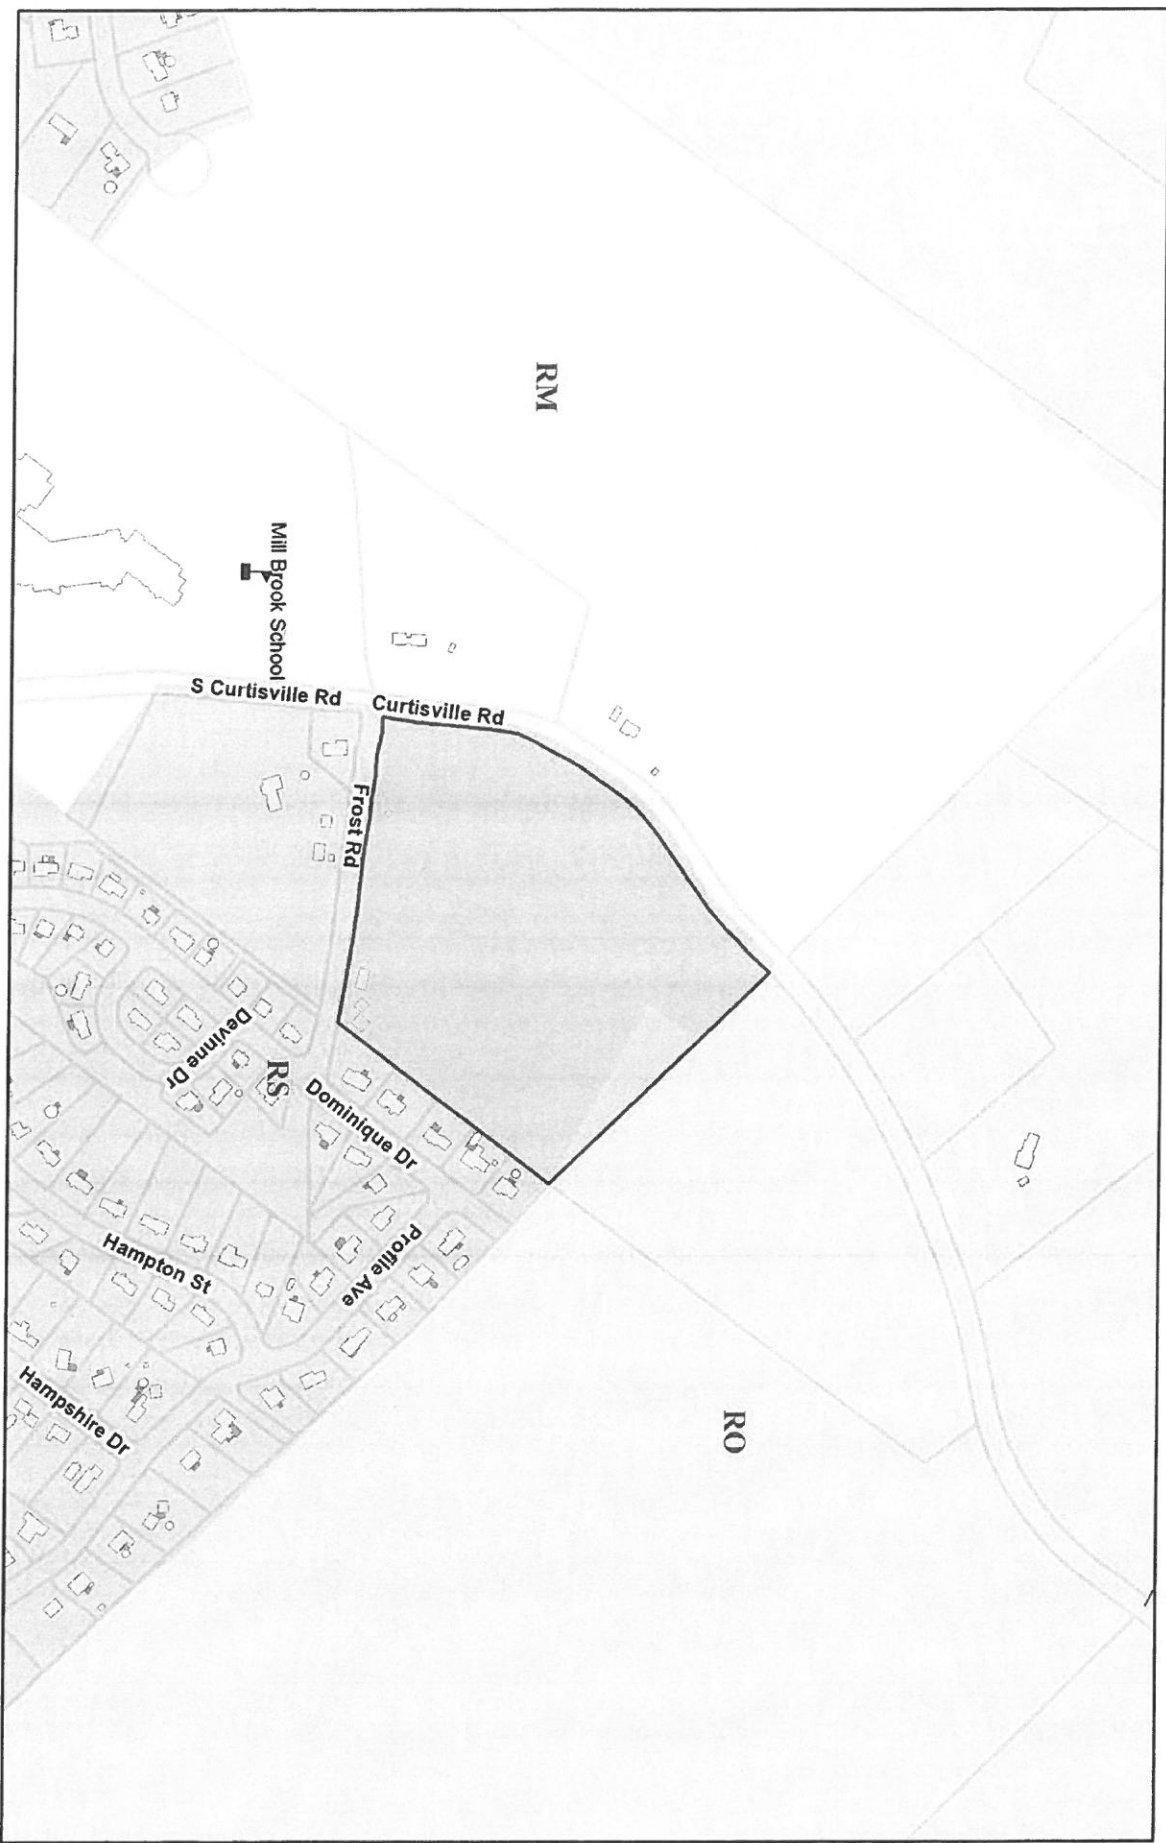 RM
Mill Brook School
S Curtisville Rd
Curtisville Rd
Frost Rd
Devinne Dr
RS
Dominique Dr
Profile Ave
Hampton St
Hampshire Dr
RO